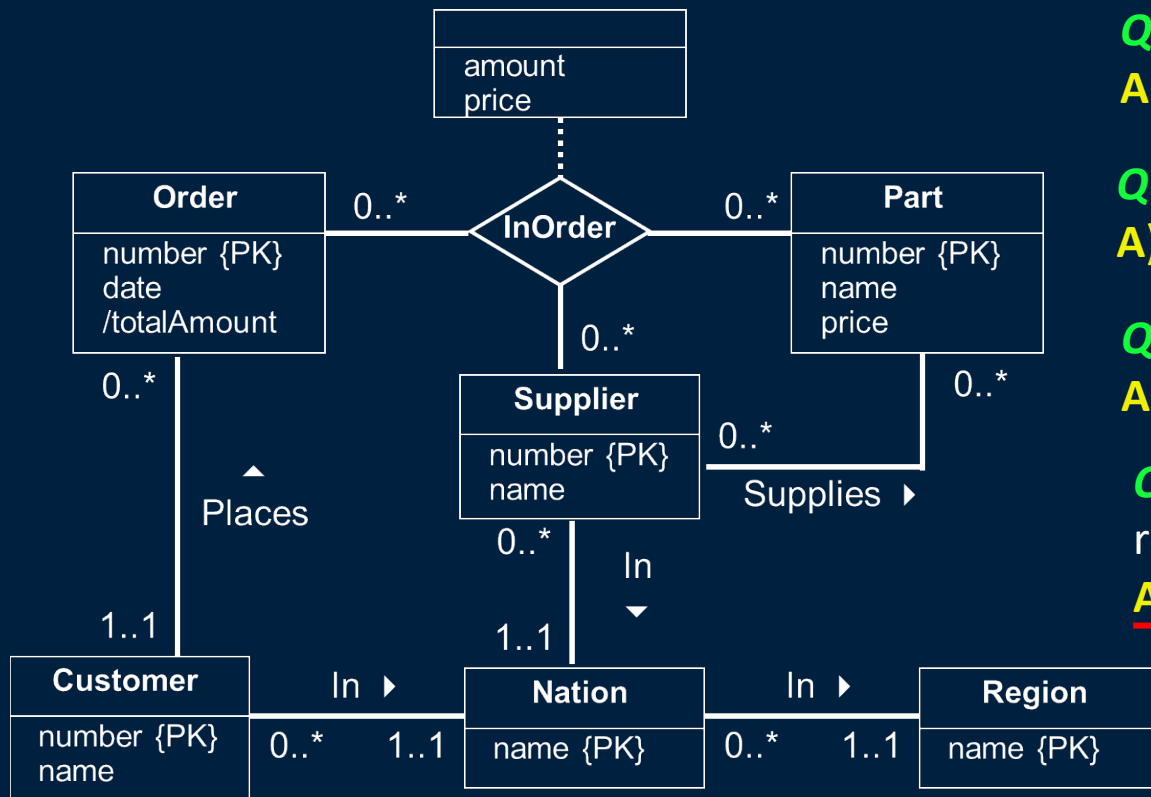 amount
price
Order
number {PK}
date
/totalAmount
0..*
InOrder
0..*
Part
number {PK}
name
price
0..*
0..*
Supplier
number {PK}
name
0..*
Supplies
0..*
Places
0..*
In
1..1
1..1
Customer
number {PK}
name
In
0..* 1..1
Nation
name {PK}
In
0..* 1..1
Region
name {PK}
Q
A
Q
A)
Q
A
r
A